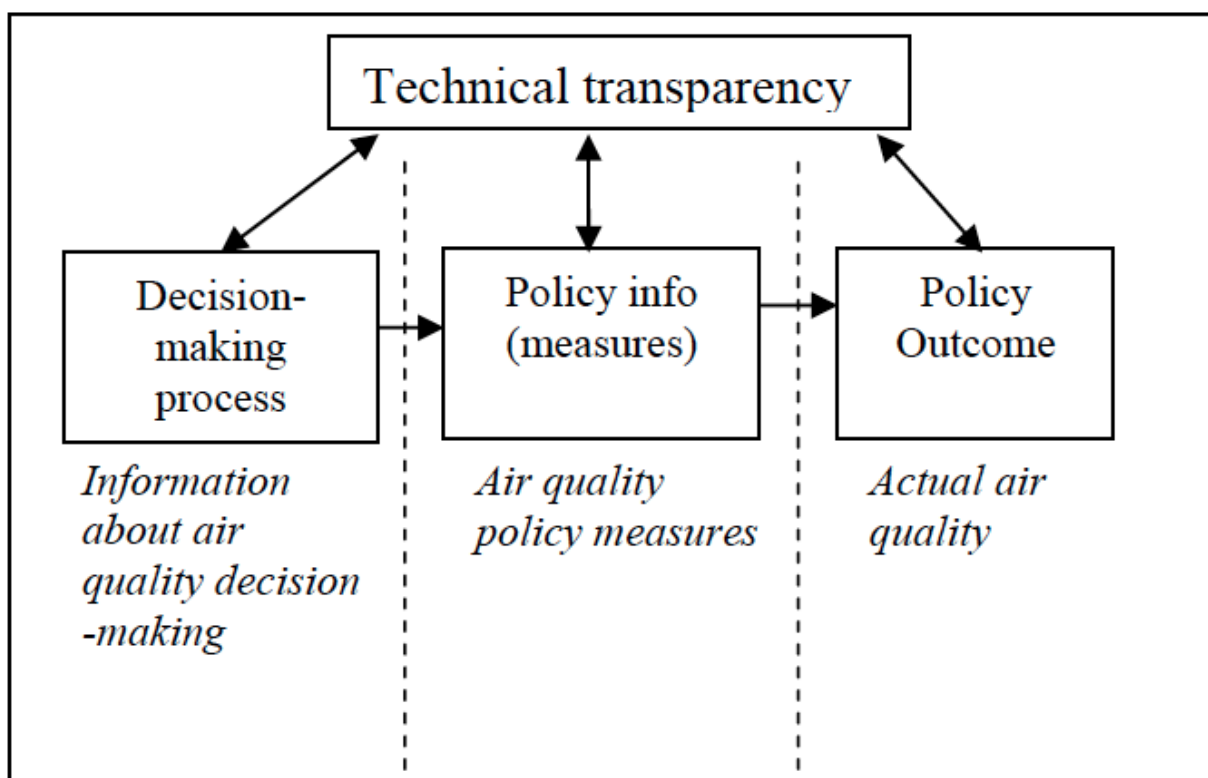 Technical transparency
Decision-
making
process
Policy info
(measures)
Policy
Outcome
Information
about air
quality decision
-making
Air quality
policy measures
Actual air
quality